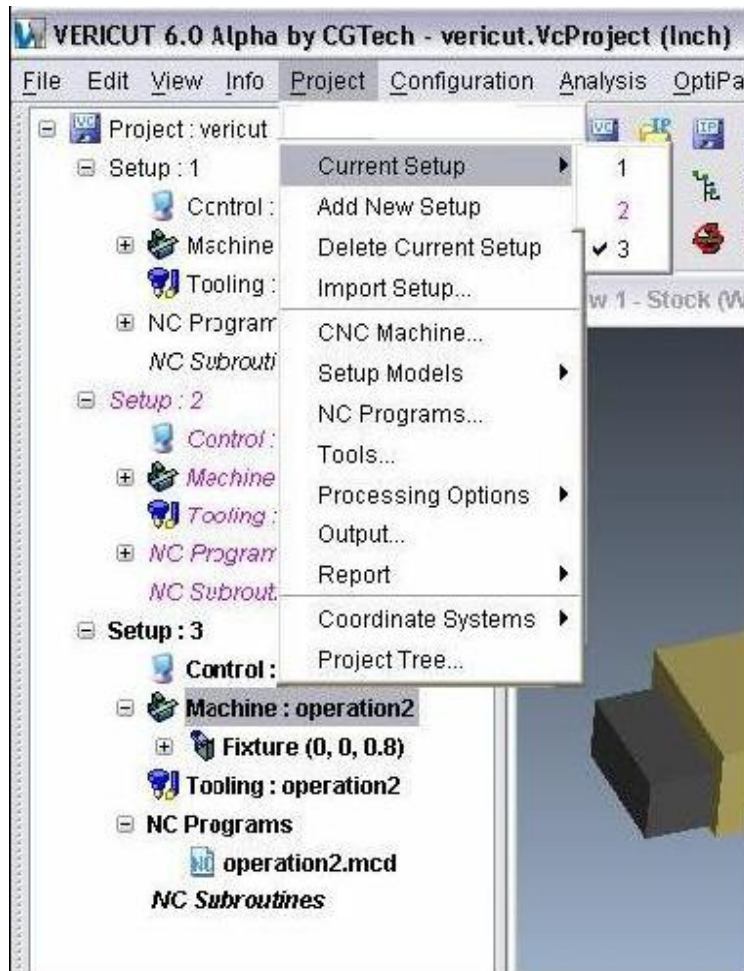 VERICUT 6.0 Alpha by CGTech - vericut.VcProject (Inch)
File Edit View Info Project Configuration Analysis OptiPa
Project : vericut
Setup : 1
Control :
Machine
Tooling :
NC Program
NC Subrouti
Setup : 2
Control :
Machine
Tooling :
NC Program
NC Subrout
Setup : 3
Control :
Machine : operation2
Fixture (0, 0, 0.8)
Tooling : operation2
NC Programs
operation2.mcd
NC Subroutines
Current Setup
Add New Setup
Delete Current Setup
Import Setup...
CNC Machine...
Setup Models
NC Programs...
Tools...
Processing Options
Output...
Report
Coordinate Systems
Project Tree...
1
2
3
w 1 - Stock (W